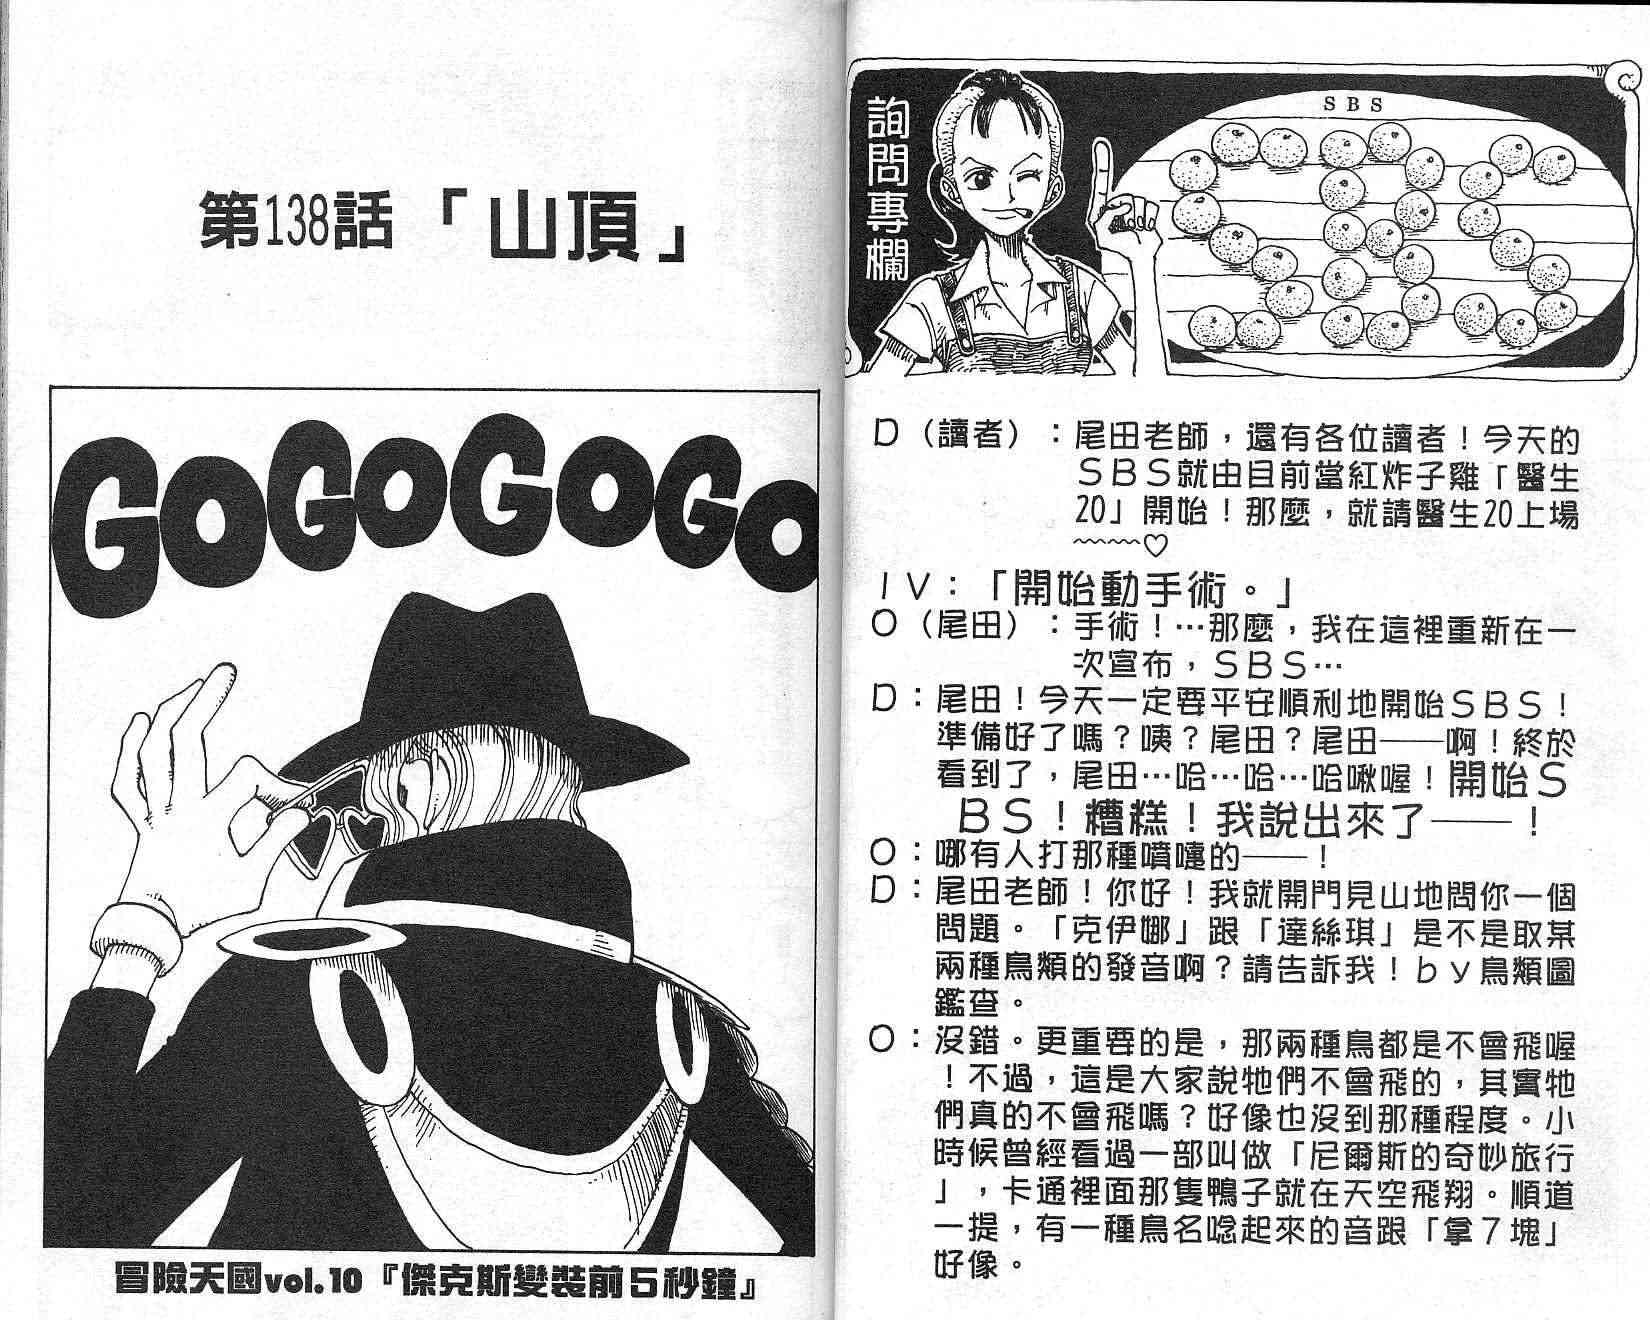 詢問專欄
SBS
D（讀者）：尾田老師，還有各位讀者！今天的
SBS就由目前當紅炸子雞「醫生
20」開始！那麼，就請醫生20上場
~~~~♡
IV：「開始動手術。」
O（尾田）：手術！…那麼，我在這裡重新在一
次宣布，SBS…
D：尾田！今天一定要平安順利地開始SBS！
準備好了嗎？咦？尾田？尾田——啊！終於
看到了，尾田…哈…哈…哈啾喔！開始S
BS！糟糕！我說出來了——！
O：哪有人打那種噴嚏的——！
D：尾田老師！你好！我就開門見山地問你一個
問題。「克伊娜」跟「達絲琪」是不是取某
兩種鳥類的發音啊？請告訴我！by鳥類圖
鑑查。
O：沒錯。更重要的是，那兩種鳥都是不會飛喔
！不過，這是大家說牠們不會飛的，其實牠
們真的不會飛嗎？好像也沒到那種程度。小
時候曾經看過一部叫做「尼爾斯的奇妙旅行
」，卡通裡面那隻鴨子就在天空飛翔。順道
一提，有一種鳥名唸起來的音跟「拿7塊」
好像。
第138話「山頂」
GOGOGOGO
冒險天國vol.10『傑克斯變裝前5秒鐘』